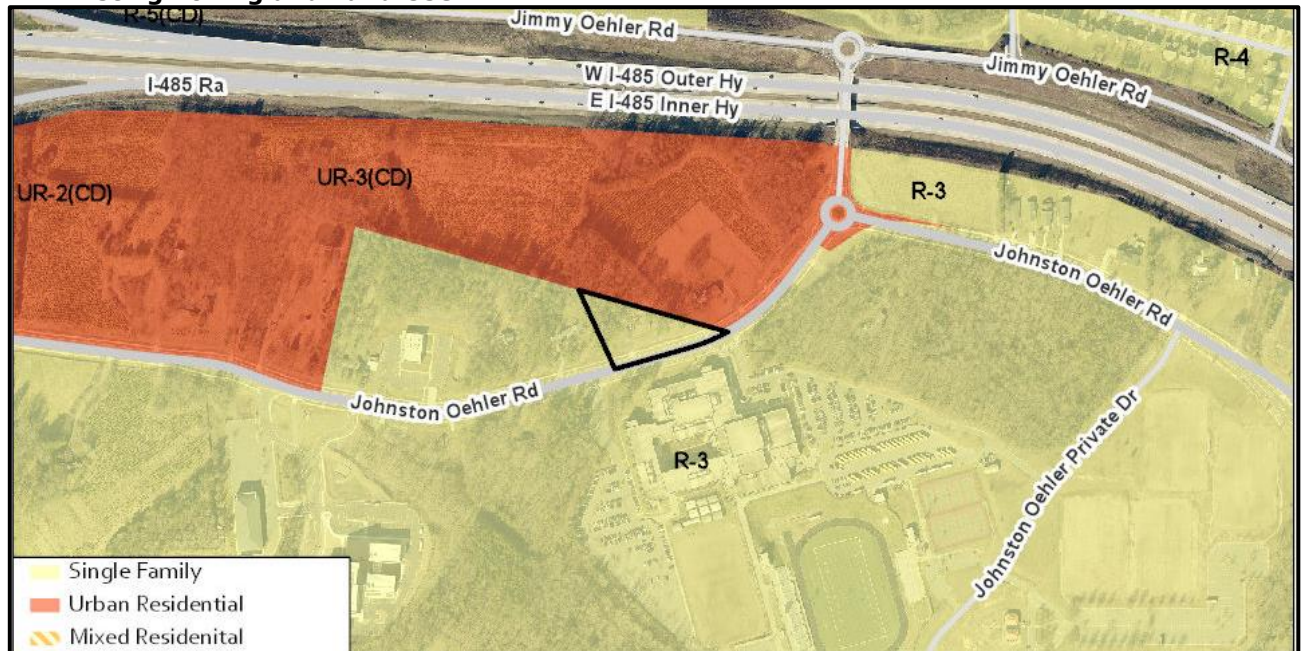 R-5(CD)
Jimmy Oehler Rd
R-4
Jimmy Oehler Rd
W I-485 Outer Hy
I-485 Ra
E I-485 Inner Hy
UR-3(CD)
R-3
UR-2(CD)
Johnston Oehler Rd
Johnston Oehler Rd
R-3
Johnston Oehler Private Dr
Single Family
Urban Residential
Mixed Residenital